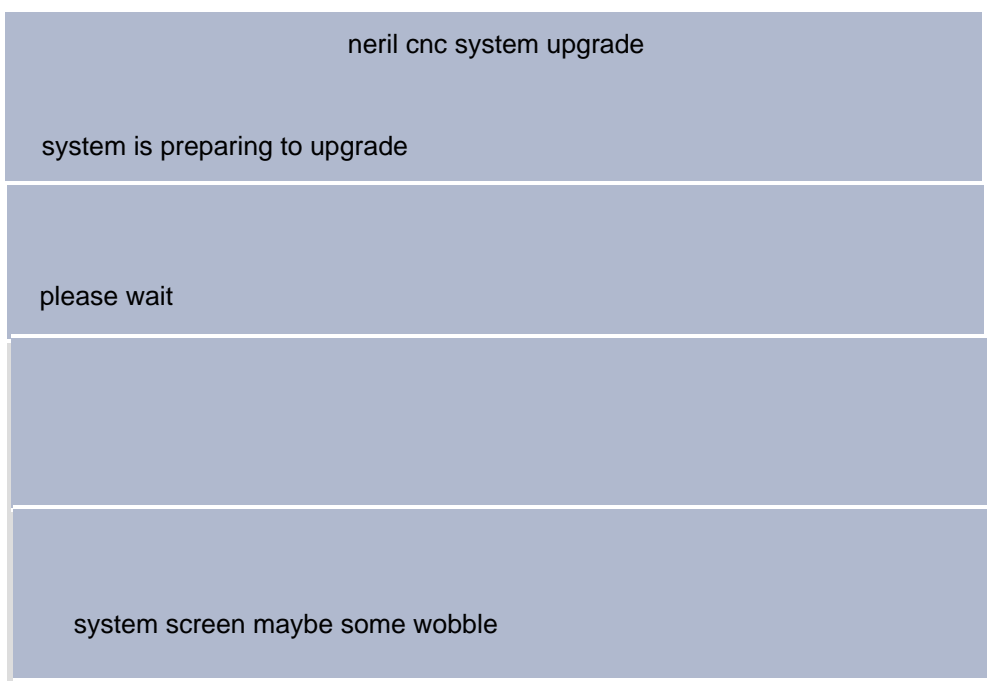 neril cnc system upgrade
system is preparing to upgrade
please wait
system screen maybe some wobble